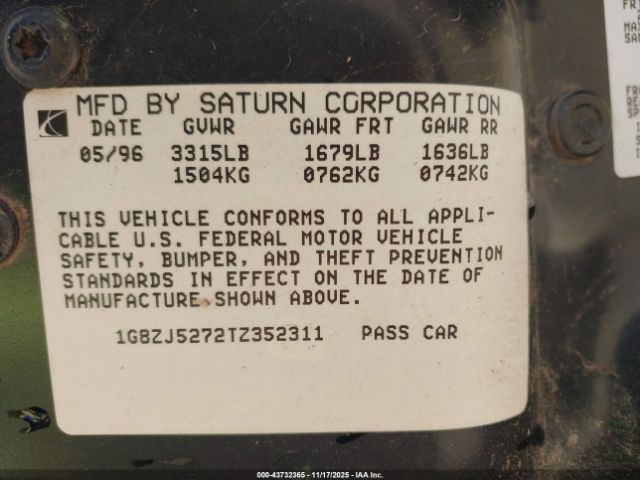 MFD BY SATURN CORPORATION
DATE GVWR GAWR FRT GAWR RR
05/96 3315LB 1679LB 1636LB
1504KG 0762KG 0742KG
THIS VEHICLE CONFORMS TO ALL APPLI-
CABLE U.S. FEDERAL MOTOR VEHICLE
SAFETY, BUMPER, AND THEFT PREVENTION
STANDARDS IN EFFECT ON THE DATE OF
MANUFACTURE SHOWN ABOVE.
1G8ZJ5272TZ352311 PASS CAR
000-43732365 - 11/17/2025 - IAA Inc.